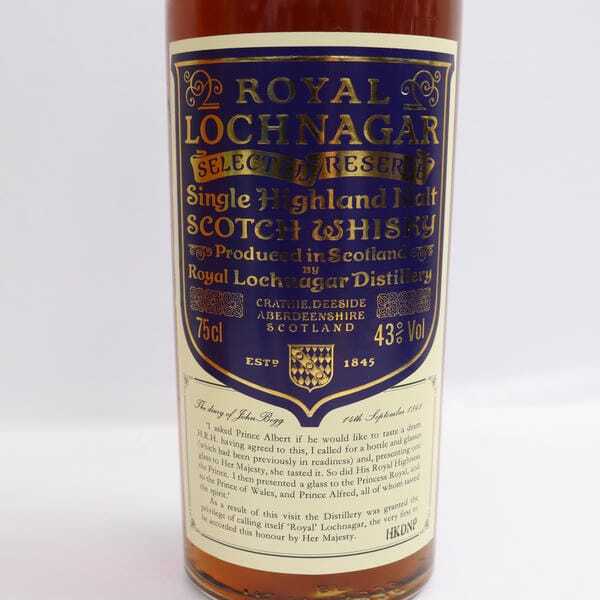 ROYAL
LOCHNAGAR
SELECTED RESERVE
Single Highland Malt
SCOTCH WHISKY
Produced in Scotland
BY
Royal Lochnagar Distillery
CRATHIE, DEESIDE
ABERDEENSHIRE
SCOTLAND
75cl 43% Vol
ESTD 1845
The diary of John Begg 14th September 1848
'I asked Prince Albert if he would like to taste a dram
H.R.H. having agreed to this, I called for a bottle and glasses
(which had been previously in readiness) and, presenting one
glass to Her Majesty, she tasted it. So did His Royal Highness
the Prince. I then presented a glass to the Princess Royal, and
to the Prince of Wales, and Prince Alfred, all of whom tasted
the spirit.'
As a result of this visit the Distillery was granted the
privilege of calling itself 'Royal' Lochnagar, the very first to
be accorded this honour by Her Majesty.
HKDNP